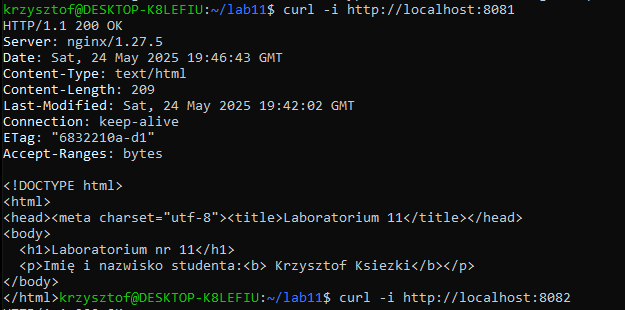 krzysztof@DESKTOP-K8LEFIU:~/lab11$ curl -i http://localhost:8081
HTTP/1.1 200 OK
Server: nginx/1.27.5
Date: Sat, 24 May 2025 19:46:43 GMT
Content-Type: text/html
Content-Length: 209
Last-Modified: Sat, 24 May 2025 19:42:02 GMT
Connection: keep-alive
ETag: "6832210a-d1"
Accept-Ranges: bytes

<!DOCTYPE html>
<html>
<head><meta charset="utf-8"><title>Laboratorium 11</title></head>
<body>
  <h1>Laboratorium nr 11</h1>
  <p>Imię i nazwisko studenta:<b> Krzysztof Ksiezki</b></p>
</body>
</html>krzysztof@DESKTOP-K8LEFIU:~/lab11$ curl -i http://localhost:8082